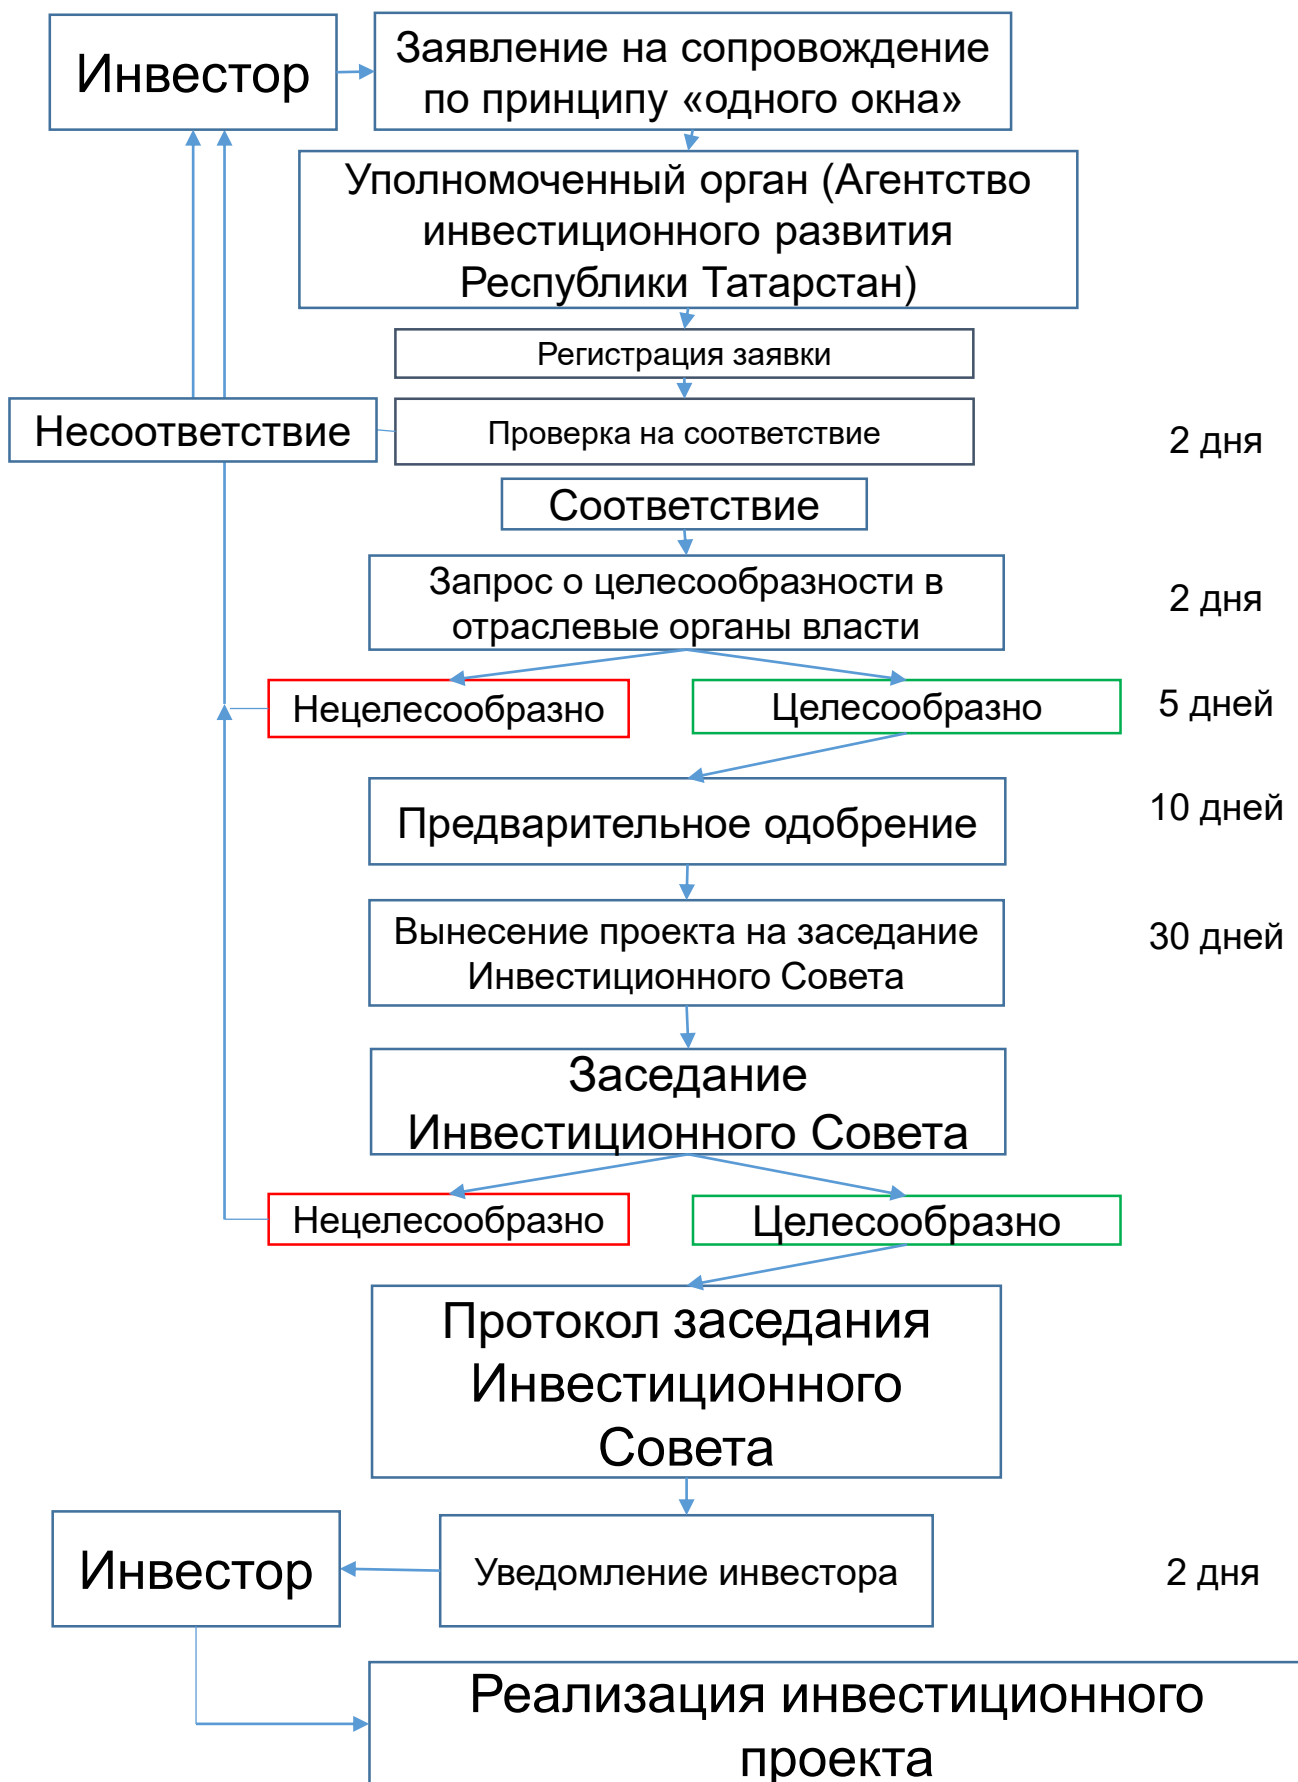 Инвестор
Заявление на сопровождение
по принципу «одного окна»
Уполномоченный орган (Агентство
инвестиционного развития
Республики Татарстан)
Регистрация заявки
Несоответствие
Проверка на соответствие
2 дня
Соответствие
Запрос о целесообразности в
отраслевые органы власти
2 дня
Нецелесообразно
Целесообразно
5 дней
Предварительное одобрение
10 дней
Вынесение проекта на заседание
Инвестиционного Совета
30 дней
Заседание
Инвестиционного Совета
Нецелесообразно
Целесообразно
Протокол заседания
Инвестиционного
Совета
Инвестор
Уведомление инвестора
2 дня
Реализация инвестиционного
проекта